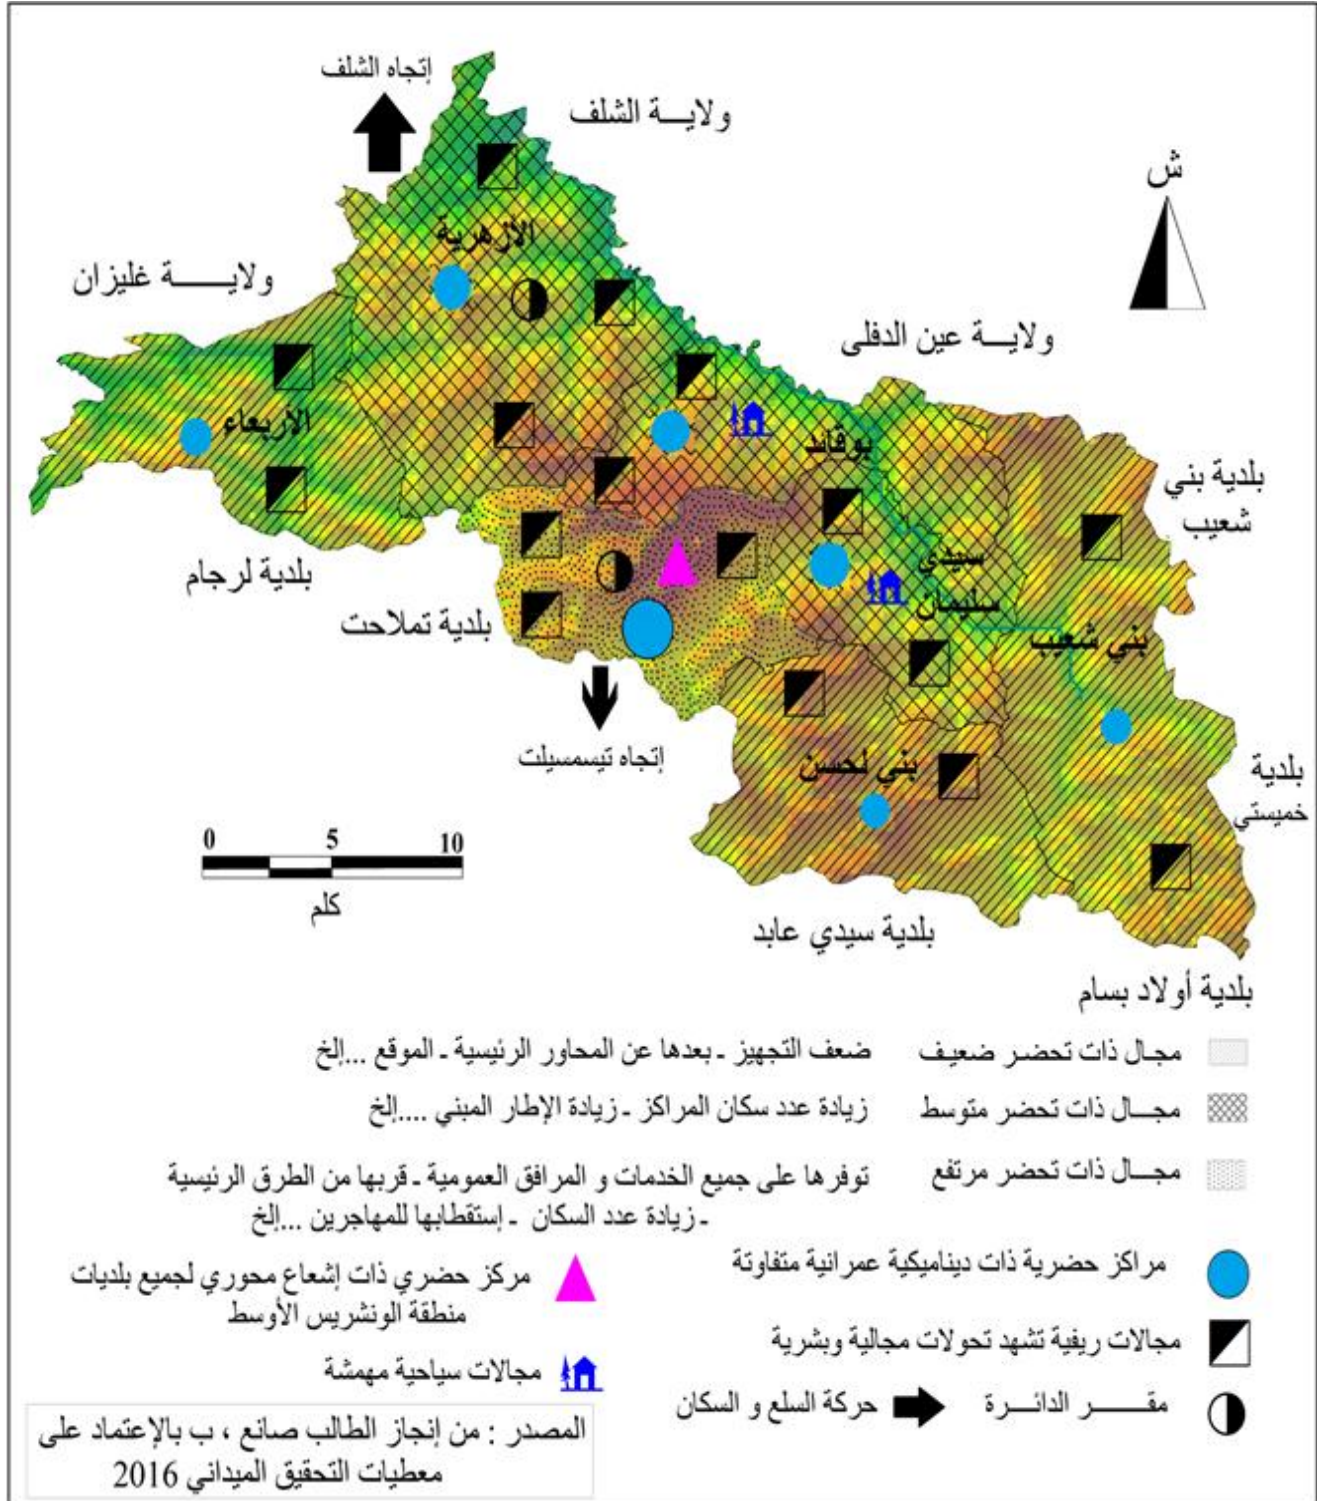 إتجاه الشلف
ولايـــة الشلف
ش
الأزهرية
ولايـــــة غليزان
ولايـــة عين الدفلى
الأربعاء
بوقائد
بلدية بني
شعيب
سيدي
سليمان
بلدية لرجام
بلدية تملاحت
بني شعيب
إتجاه تيسمسيلت
بني لحسن
بلدية
خميستي
0 5 10
كلم
بلدية سيدي عابد
بلدية أولاد بسام
مجـال ذات تحضر ضعيف ضعف التجهيز ـ بعدها عن المحاور الرئيسية ـ الموقع ...إلخ
مجـــال ذات تحضر متوسط زيادة عدد سكان المراكز ـ زيادة الإطار المبني ....إلخ
مجـــال ذات تحضر مرتفع توفرها على جميع الخدمات و المرافق العمومية ـ قربها من الطرق الرئيسية
ـ زيادة عدد السكان ـ إستقطابها للمهاجرين ...إلخ
مراكز حضرية ذات ديناميكية عمرانية متفاوتة
مركز حضري ذات إشعاع محوري لجميع بلديات
منطقة الونشريس الأوسط
مجالات ريفية تشهد تحولات مجالية وبشرية
مجالات سياحية مهمشة
مقـــــر الدائـــرة حركة السلع و السكان
المصدر : من إنجاز الطالب صانع ، ب بالإعتماد على
معطيات التحقيق الميداني 2016